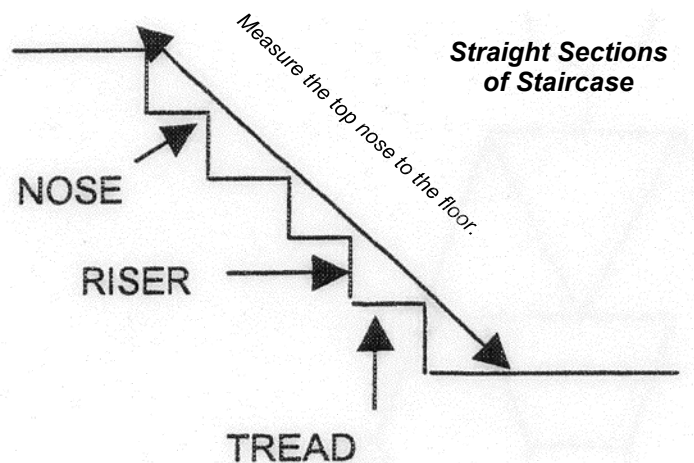 Straight Sections
of Staircase
Measure the top nose to the floor.
NOSE
RISER
TREAD